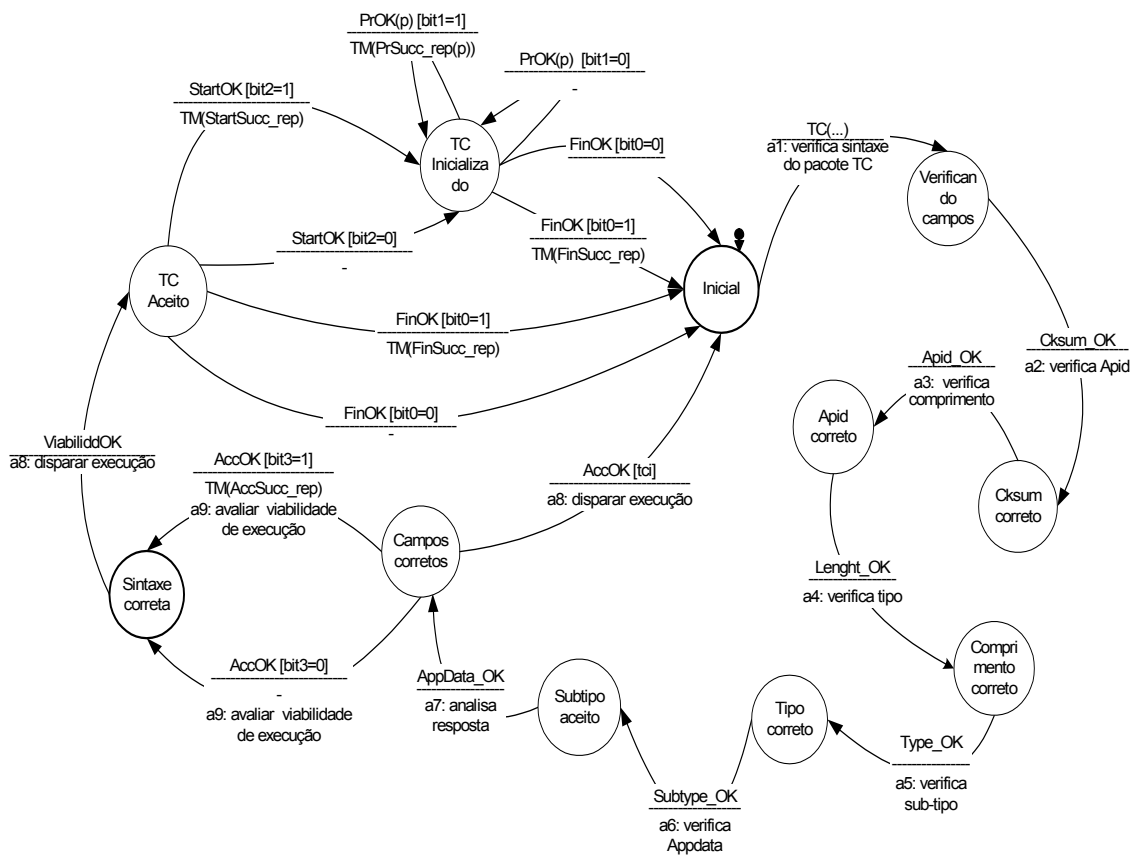 PrOK(p) [bit1=1]
TM(PrSucc_rep(p))
PrOK(p) [bit1=0]
-
StartOK [bit2=1]
TM(StartSucc_rep)
TC
Inicializa
do
FinOK [bit0=0]
TC(...)
a1: verifica sintaxe
do pacote TC
Verifican
do
campos
StartOK [bit2=0]
-
FinOK [bit0=1]
TM(FinSucc_rep)
TC
Aceito
Inicial
FinOK [bit0=1]
TM(FinSucc_rep)
Cksum_OK
a2: verifica Apid
Apid_OK
a3: verifica
comprimento
FinOK [bit0=0]
-
Apid
correto
ViabiliddOK
a8: disparar execução
AccOK [bit3=1]
TM(AccSucc_rep)
a9: avaliar viabilidade
de execução
AccOK [tci]
a8: disparar execução
Cksum
correto
Campos
corretos
Sintaxe
correta
Lenght_OK
a4: verifica tipo
AccOK [bit3=0]
-
a9: avaliar viabilidade
de execução
AppData_OK
a7: analisa
resposta
Subtipo
aceito
Tipo
correto
Compri
mento
correto
Type_OK
a5: verifica
sub-tipo
Subtype_OK
a6: verifica
Appdata